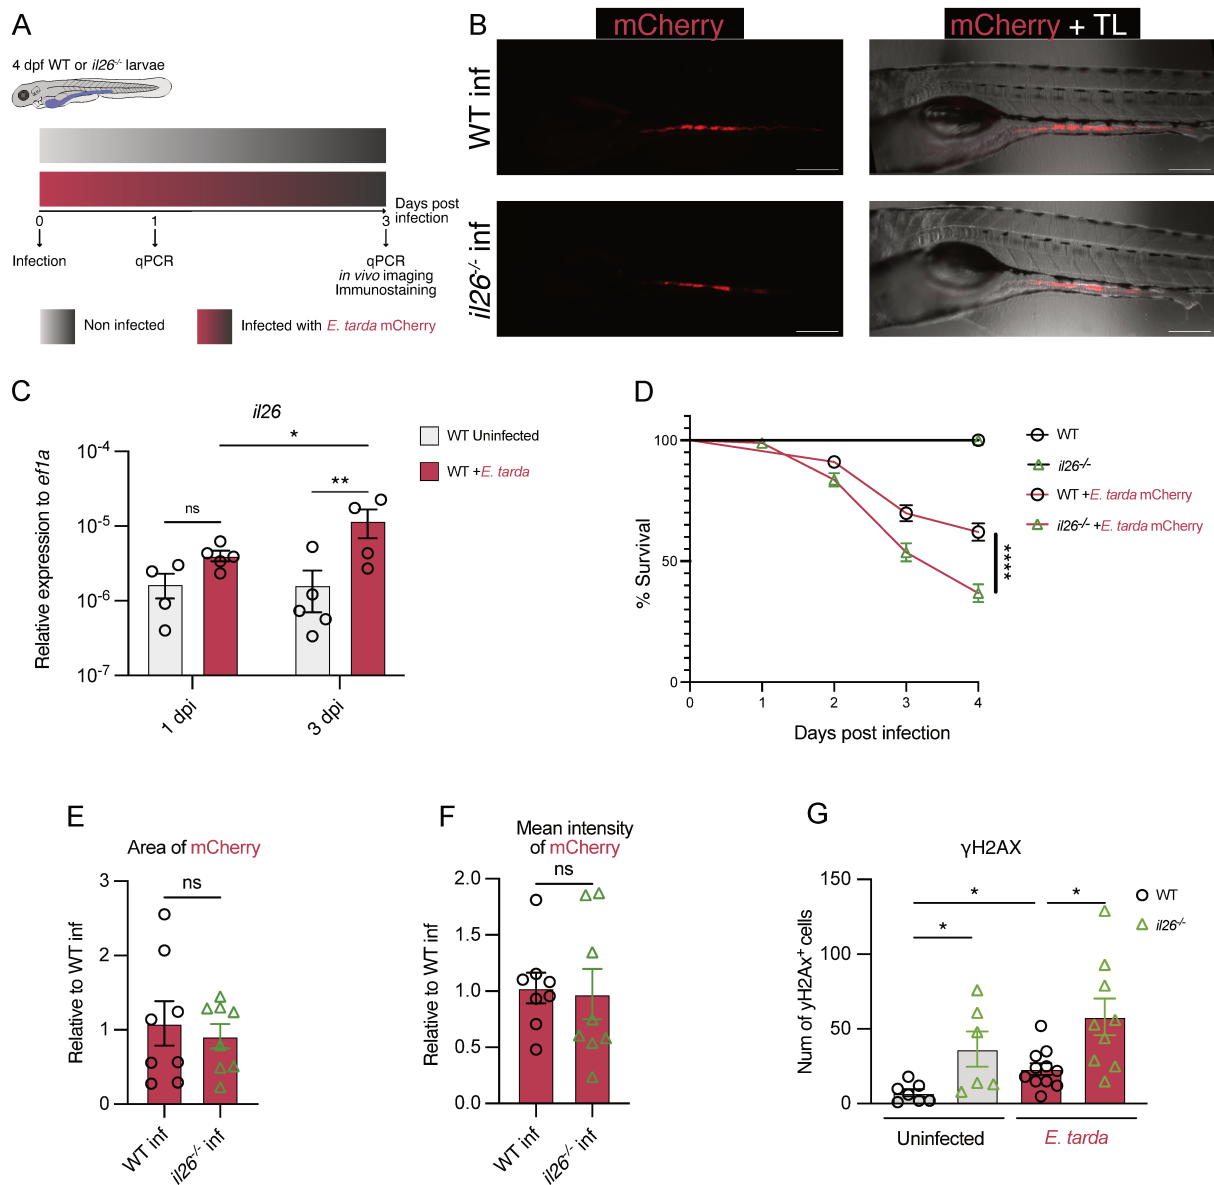 A
4 dpf WT or il26-/- larvae
Days post
infection
0
1
3
Infection
qPCR
qPCR
in vivo imaging
Immunostaining
Non infected
Infected with E. tarda mCherry
B
mCherry
mCherry + TL
WT inf
il26-/- inf
C
il26
Relative expression to ef1a
10-4
10-5
10-6
10-7
ns
**
*
1 dpi
3 dpi
WT Uninfected
WT +E. tarda
D
% Survival
100
50
0
0
1
2
3
4
Days post infection
****
WT
il26-/-
WT +E. tarda mCherry
il26-/- +E. tarda mCherry
E
Area of mCherry
Relative to WT inf
3
2
1
0
ns
WT inf
il26-/- inf
F
Mean intensity
of mCherry
Relative to WT inf
2.0
1.5
1.0
0.5
0.0
ns
WT inf
il26-/- inf
G
γH2AX
Num of γH2Ax+ cells
150
100
50
0
*
*
*
Uninfected
E. tarda
WT
il26-/-